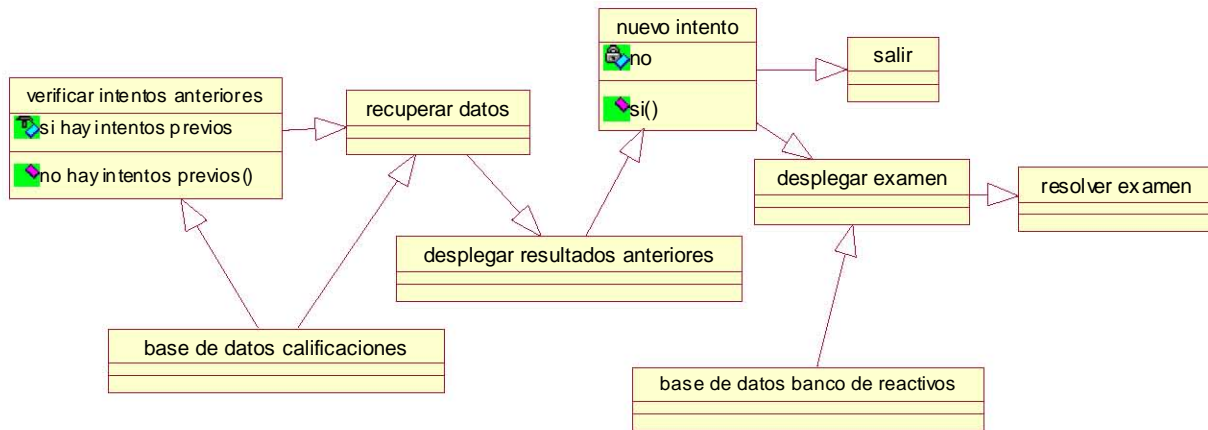 nuevo intento
no
si()
salir
verificar intentos anteriores
si hay intentos previos
no hay intentos previos()
recuperar datos
desplegar examen
resolver examen
desplegar resultados anteriores
base de datos calificaciones
base de datos banco de reactivos